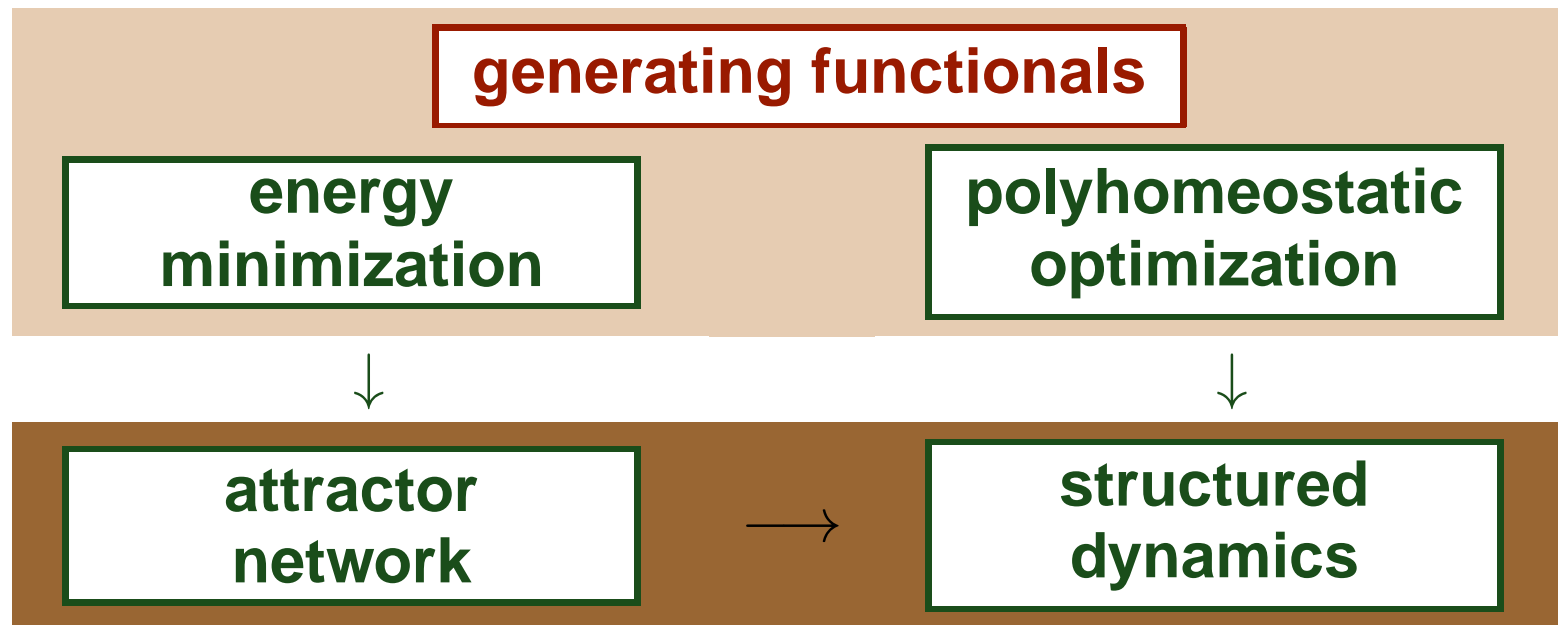 generating functionals
energy
minimization
polyhomeostatic
optimization
attractor
network
structured
dynamics